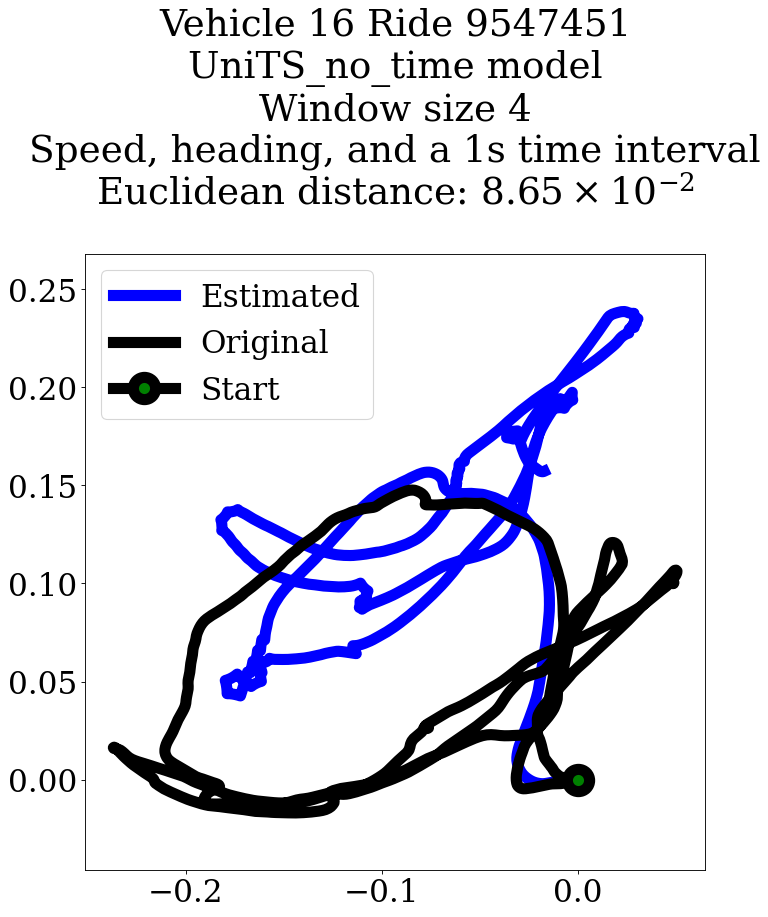 Vehicle 16 Ride 9547451
UniTS_no_time model
Window size 4
Speed, heading, and a 1s time interval
Euclidean distance: 8.65 × 10⁻²
Estimated
Original
Start
0.25
0.20
0.15
0.10
0.05
0.00
−0.2
−0.1
0.0